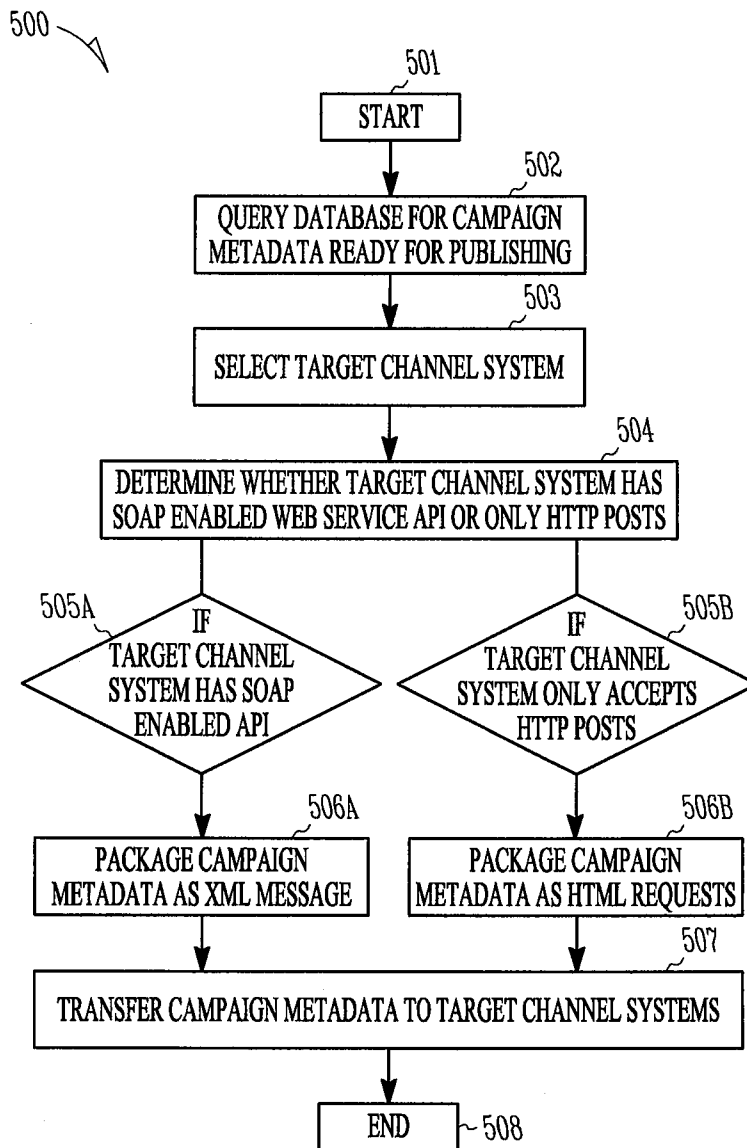 500
501
START
502
QUERY DATABASE FOR CAMPAIGN
METADATA READY FOR PUBLISHING
503
SELECT TARGET CHANNEL SYSTEM
504
DETERMINE WHETHER TARGET CHANNEL SYSTEM HAS
SOAP ENABLED WEB SERVICE API OR ONLY HTTP POSTS
505A
IF
TARGET CHANNEL
SYSTEM HAS SOAP
ENABLED API
505B
IF
TARGET CHANNEL
SYSTEM ONLY ACCEPTS
HTTP POSTS
506A
PACKAGE CAMPAIGN
METADATA AS XML MESSAGE
506B
PACKAGE CAMPAIGN
METADATA AS HTML REQUESTS
507
TRANSFER CAMPAIGN METADATA TO TARGET CHANNEL SYSTEMS
END
508